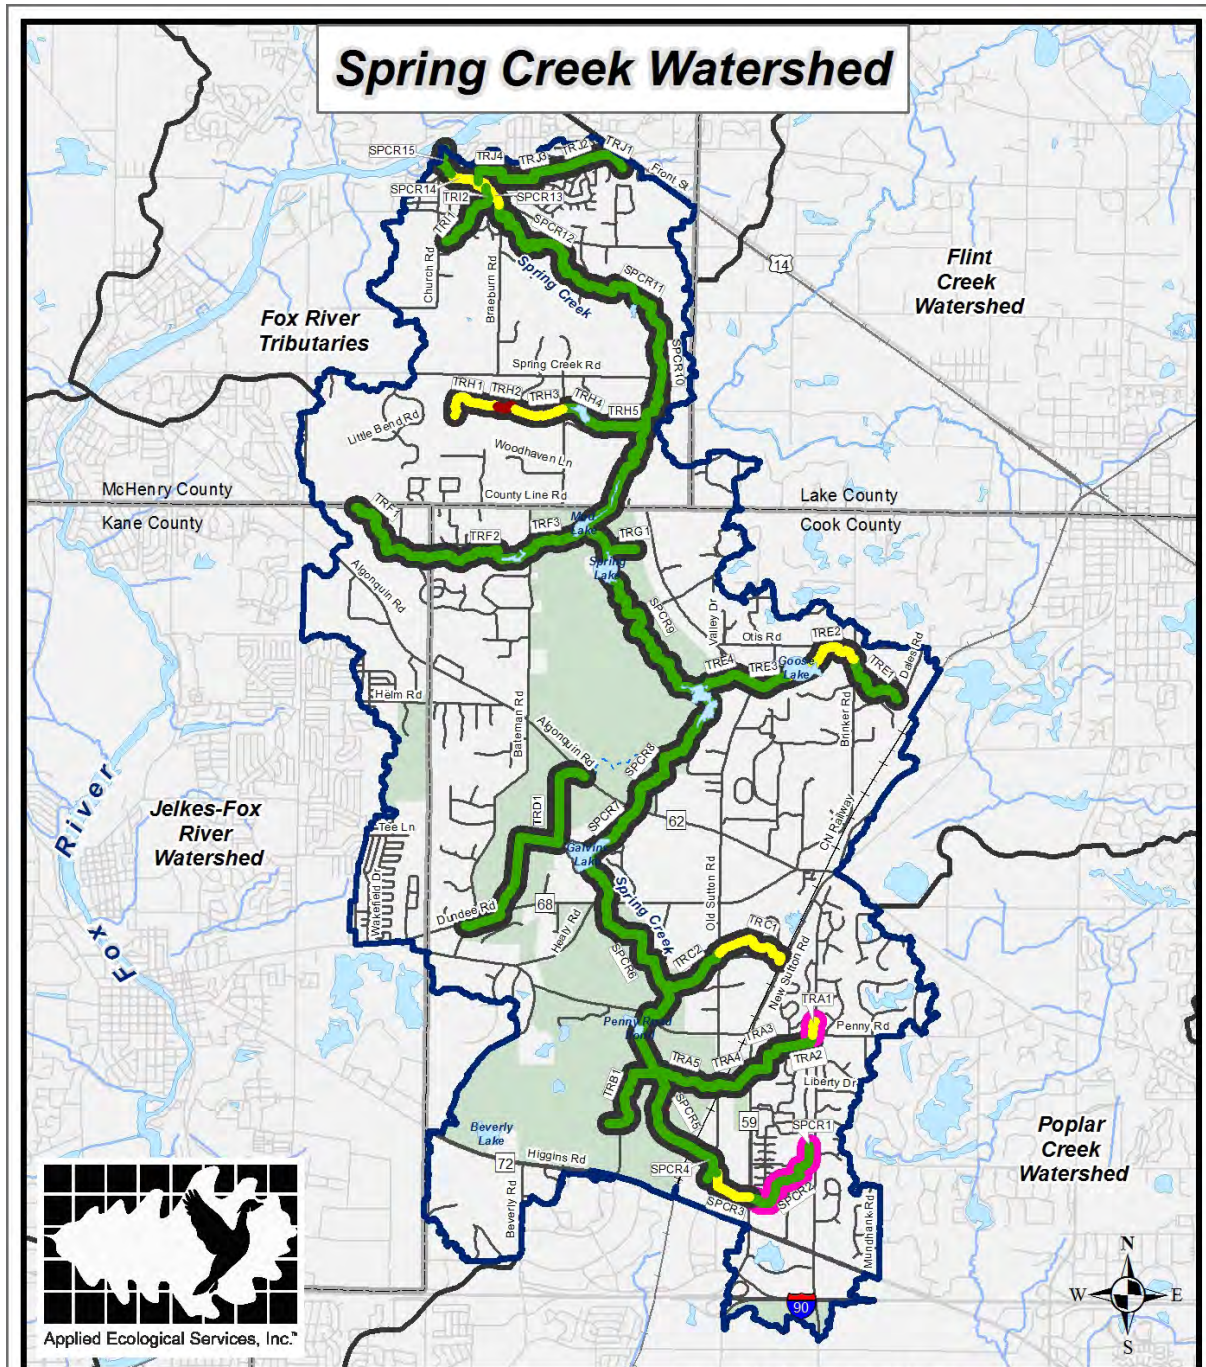 Spring Creek Watershed
SPCR15
TRJ4
TRJ3
TRJ2
TRJ1
Front St
SPCR14
TRI2
SPCR13
TRI1
SPCR12
Church Rd
Braeburn Rd
Spring Creek
SPCR11
14
Flint
Creek
Watershed
Fox River
Tributaries
SPCR10
Spring Creek Rd
TRH1
TRH2
TRH3
TRH4
TRH5
Little Bend Rd
Woodhaven Ln
McHenry County
County Line Rd
Lake County
Kane County
Cook County
TRF1
TRF2
TRF3
Mud
Lake
TRG1
Spring
Lake
Algonquin Rd
SPCR9
Valley Dr
Otis Rd
TRE2
Dales Rd
TRE4
TRE3
Goose
Lake
TRE1
Helm Rd
Bateman Rd
Brinker Rd
Algonquin Rd
SPCR8
River
Fox
Jelkes-Fox
River
Watershed
TRD1
SPCR7
62
CN Railway
Tee Ln
Galvins
Lake
Wakefield Dr
Spring Creek
Old Sutton Rd
Dundee Rd
68
Healy Rd
SPCR6
TRC2
TRC1
New Sutton Rd
TRA1
Penny Road
Pond
TRA3
Penny Rd
TRA5
TRA4
TRA2
TRB1
Liberty Dr
SPCR5
59
SPCR1
Beverly
Lake
Poplar
Creek
Watershed
72
Higgins Rd
SPCR4
SPCR3
SPCR2
Beverly Rd
Mundhank Rd
90
N
W
E
S
Applied Ecological Services, Inc.™